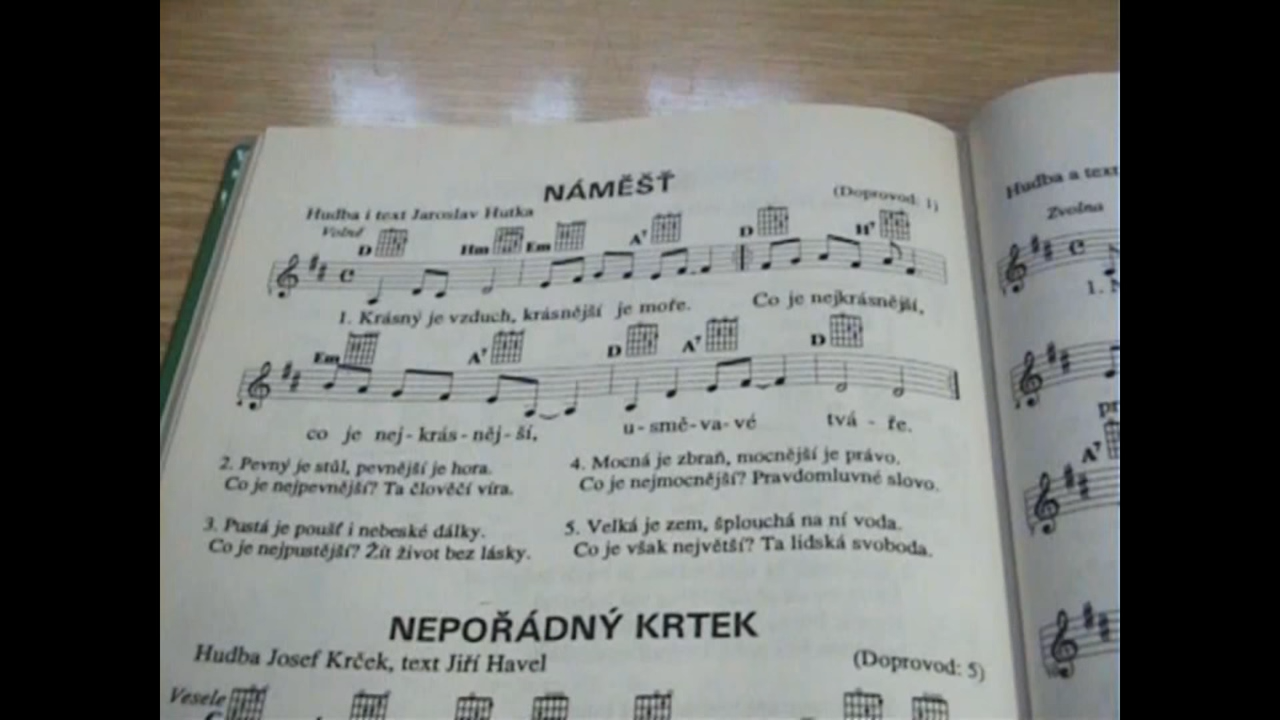 NÁMĚŠŤ
Hudba i text Jaroslav Hutka
(Doprovod: 1)
Volně
D Hm Em A7 D H7
1. Krásný je vzduch, krásnější je moře. Co je nejkrásnější,
Em A7 D A7 D
co je nej-krás-něj-ší, u-smě-va-vé tvá-ře.
2. Pevný je stůl, pevnější je hora.
Co je nejpevnější? Ta člověčí víra.
3. Pustá je poušť i nebeské dálky.
Co je nejpustější? Žít život bez lásky.
4. Mocná je zbraň, mocnější je právo.
Co je nejmocnější? Pravdomluvné slovo.
5. Velká je zem, šplouchá na ní voda.
Co je však největší? Ta lidská svoboda.
NEPOŘÁDNÝ KRTEK
Hudba Josef Krček, text Jiří Havel
(Doprovod: 5)
Vesele
Hudba a text
Zvolna
1.
A7